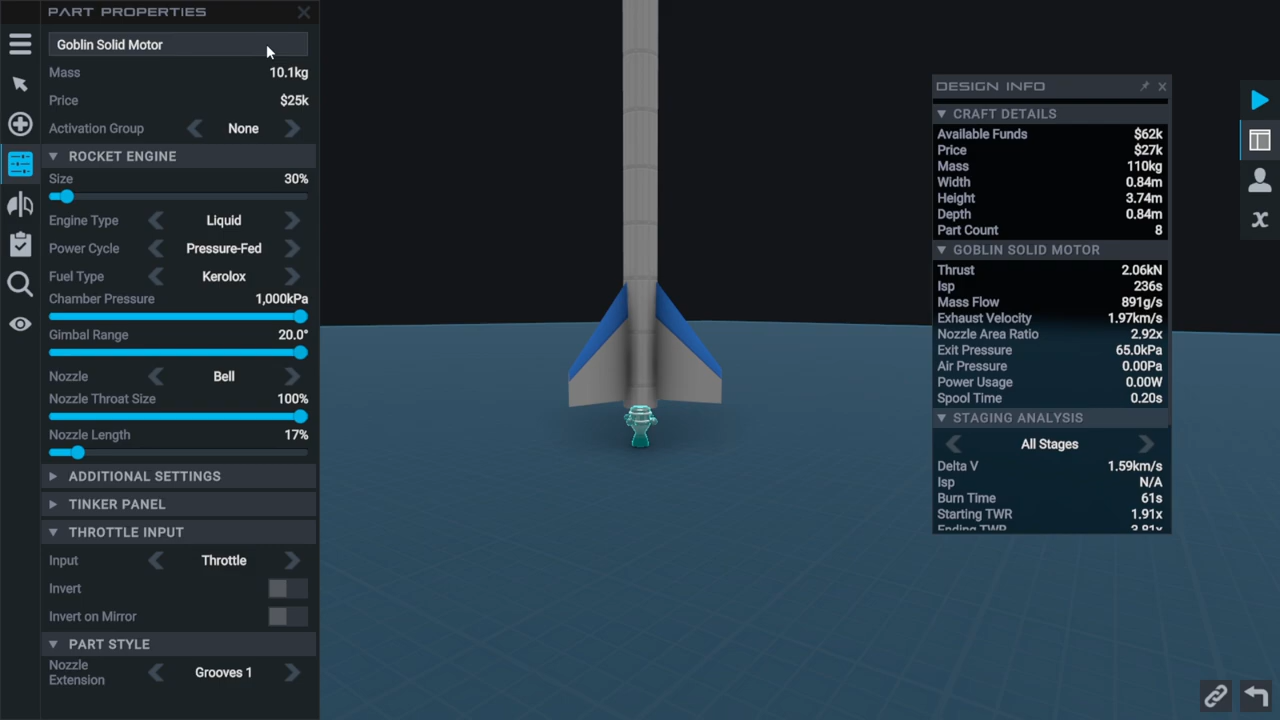 PART PROPERTIES
Goblin Solid Motor
Mass 10.1kg
Price $25k
Activation Group None
ROCKET ENGINE
Size 30%
Engine Type Liquid
Power Cycle Pressure-Fed
Fuel Type Kerolox
Chamber Pressure 1,000kPa
Gimbal Range 20.0°
Nozzle Bell
Nozzle Throat Size 100%
Nozzle Length 17%
ADDITIONAL SETTINGS
TINKER PANEL
THROTTLE INPUT
Input Throttle
Invert
Invert on Mirror
PART STYLE
Nozzle
Extension Grooves 1
DESIGN INFO
CRAFT DETAILS
Available Funds $62k
Price $27k
Mass 110kg
Width 0.84m
Height 3.74m
Depth 0.84m
Part Count 8
GOBLIN SOLID MOTOR
Thrust 2.06kN
Isp 236s
Mass Flow 891g/s
Exhaust Velocity 1.97km/s
Nozzle Area Ratio 2.92x
Exit Pressure 65.0kPa
Air Pressure 0.00Pa
Power Usage 0.00W
Spool Time 0.20s
STAGING ANALYSIS
All Stages
Delta V 1.59km/s
Isp N/A
Burn Time 61s
Starting TWR 1.91x
Ending TWR 3.81x
x